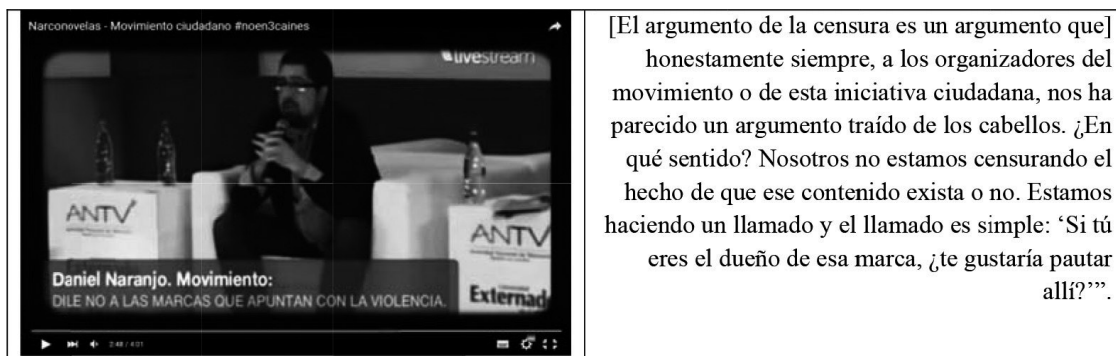 Narconovelas - Movimiento ciudadano #noen3caines
livestream
ANTV
ANTV
Daniel Naranjo. Movimiento:
DILE NO A LAS MARCAS QUE APUNTAN CON LA VIOLENCIA.
Externad
2:48 / 4:01
[El argumento de la censura es un argumento que]
honestamente siempre, a los organizadores del
movimiento o de esta iniciativa ciudadana, nos ha
parecido un argumento traído de los cabellos. ¿En
qué sentido? Nosotros no estamos censurando el
hecho de que ese contenido exista o no. Estamos
haciendo un llamado y el llamado es simple: ‘Si tú
eres el dueño de esa marca, ¿te gustaría pautar
allí?’”.